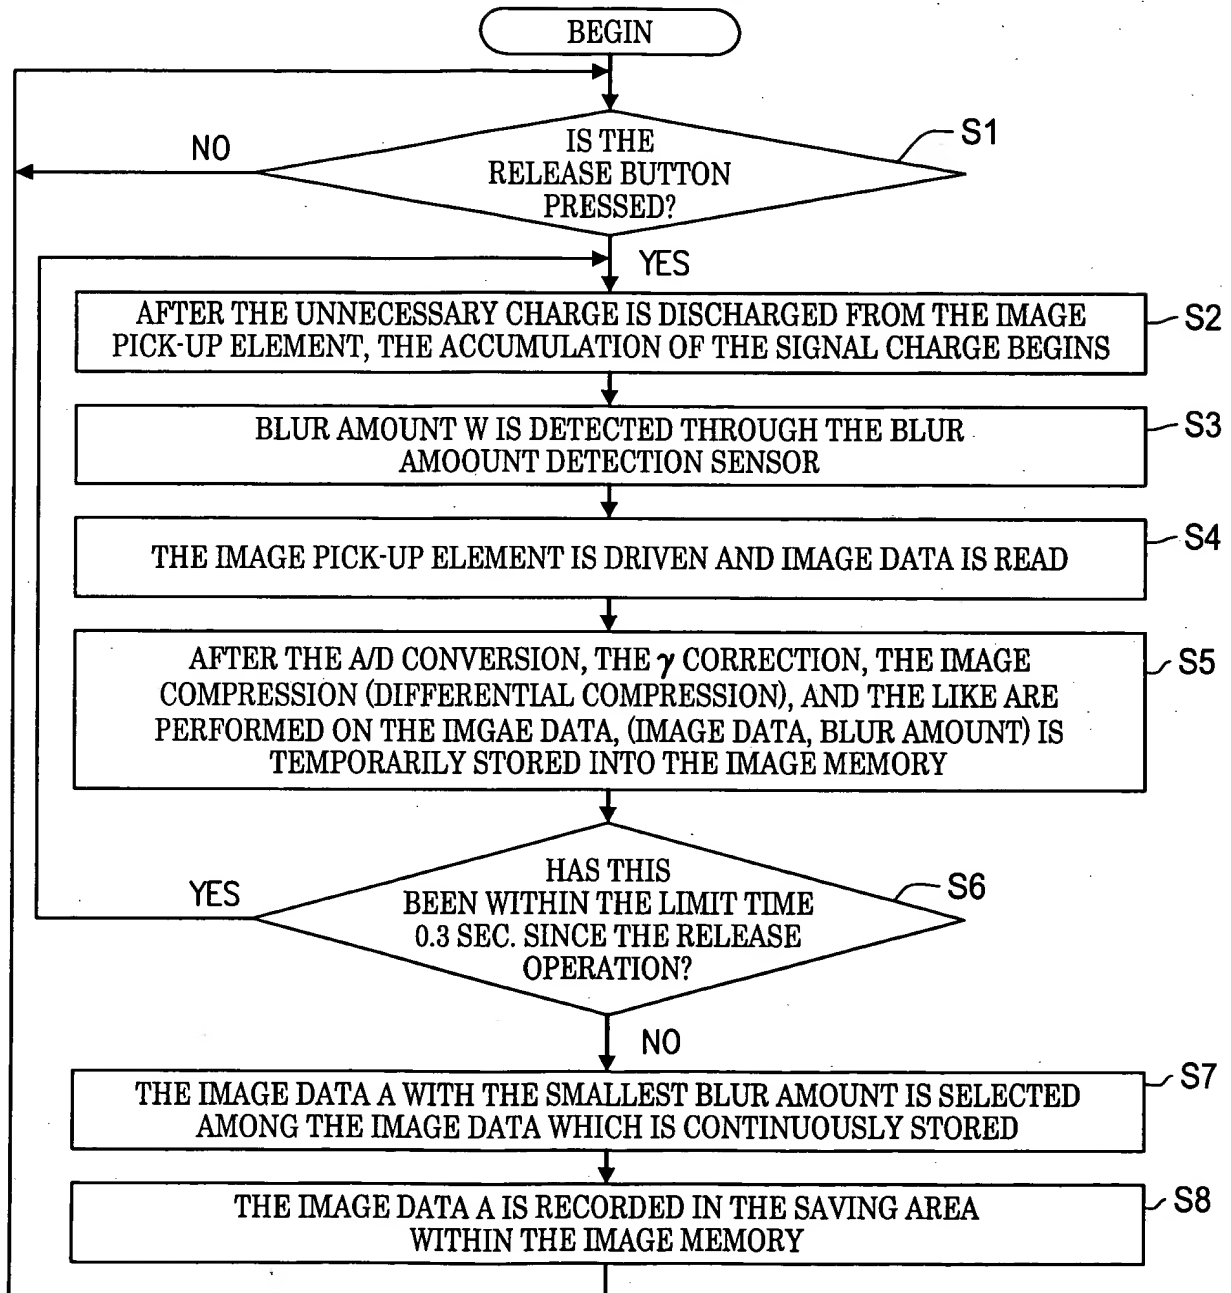 BEGIN
IS THE
RELEASE BUTTON
PRESSED?
S1
NO
YES
AFTER THE UNNECESSARY CHARGE IS DISCHARGED FROM THE IMAGE
PICK-UP ELEMENT, THE ACCUMULATION OF THE SIGNAL CHARGE BEGINS
S2
BLUR AMOUNT W IS DETECTED THROUGH THE BLUR
AMOOUNT DETECTION SENSOR
S3
THE IMAGE PICK-UP ELEMENT IS DRIVEN AND IMAGE DATA IS READ
S4
AFTER THE A/D CONVERSION, THE γ CORRECTION, THE IMAGE
COMPRESSION (DIFFERENTIAL COMPRESSION), AND THE LIKE ARE
PERFORMED ON THE IMGAE DATA, (IMAGE DATA, BLUR AMOUNT) IS
TEMPORARILY STORED INTO THE IMAGE MEMORY
S5
HAS THIS
BEEN WITHIN THE LIMIT TIME
0.3 SEC. SINCE THE RELEASE
OPERATION?
S6
YES
NO
THE IMAGE DATA A WITH THE SMALLEST BLUR AMOUNT IS SELECTED
AMONG THE IMAGE DATA WHICH IS CONTINUOUSLY STORED
S7
THE IMAGE DATA A IS RECORDED IN THE SAVING AREA
WITHIN THE IMAGE MEMORY
S8